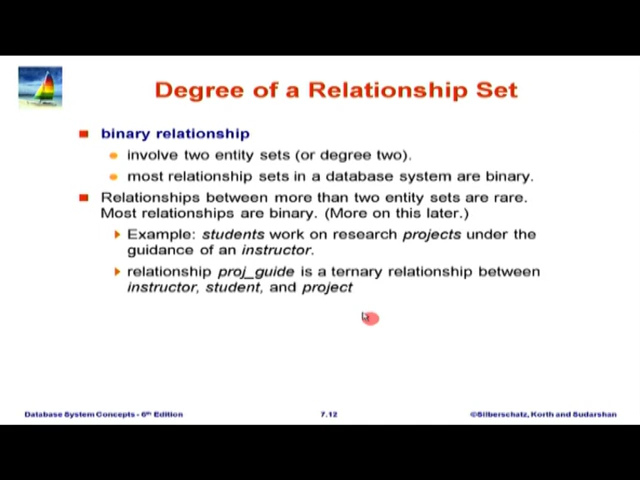 Degree of a Relationship Set
binary relationship
involve two entity sets (or degree two).
most relationship sets in a database system are binary.
Relationships between more than two entity sets are rare.
Most relationships are binary. (More on this later.)
Example: students work on research projects under the
guidance of an instructor.
relationship proj_guide is a ternary relationship between
instructor, student, and project
Database System Concepts - 6th Edition
7.12
©Silberschatz, Korth and Sudarshan